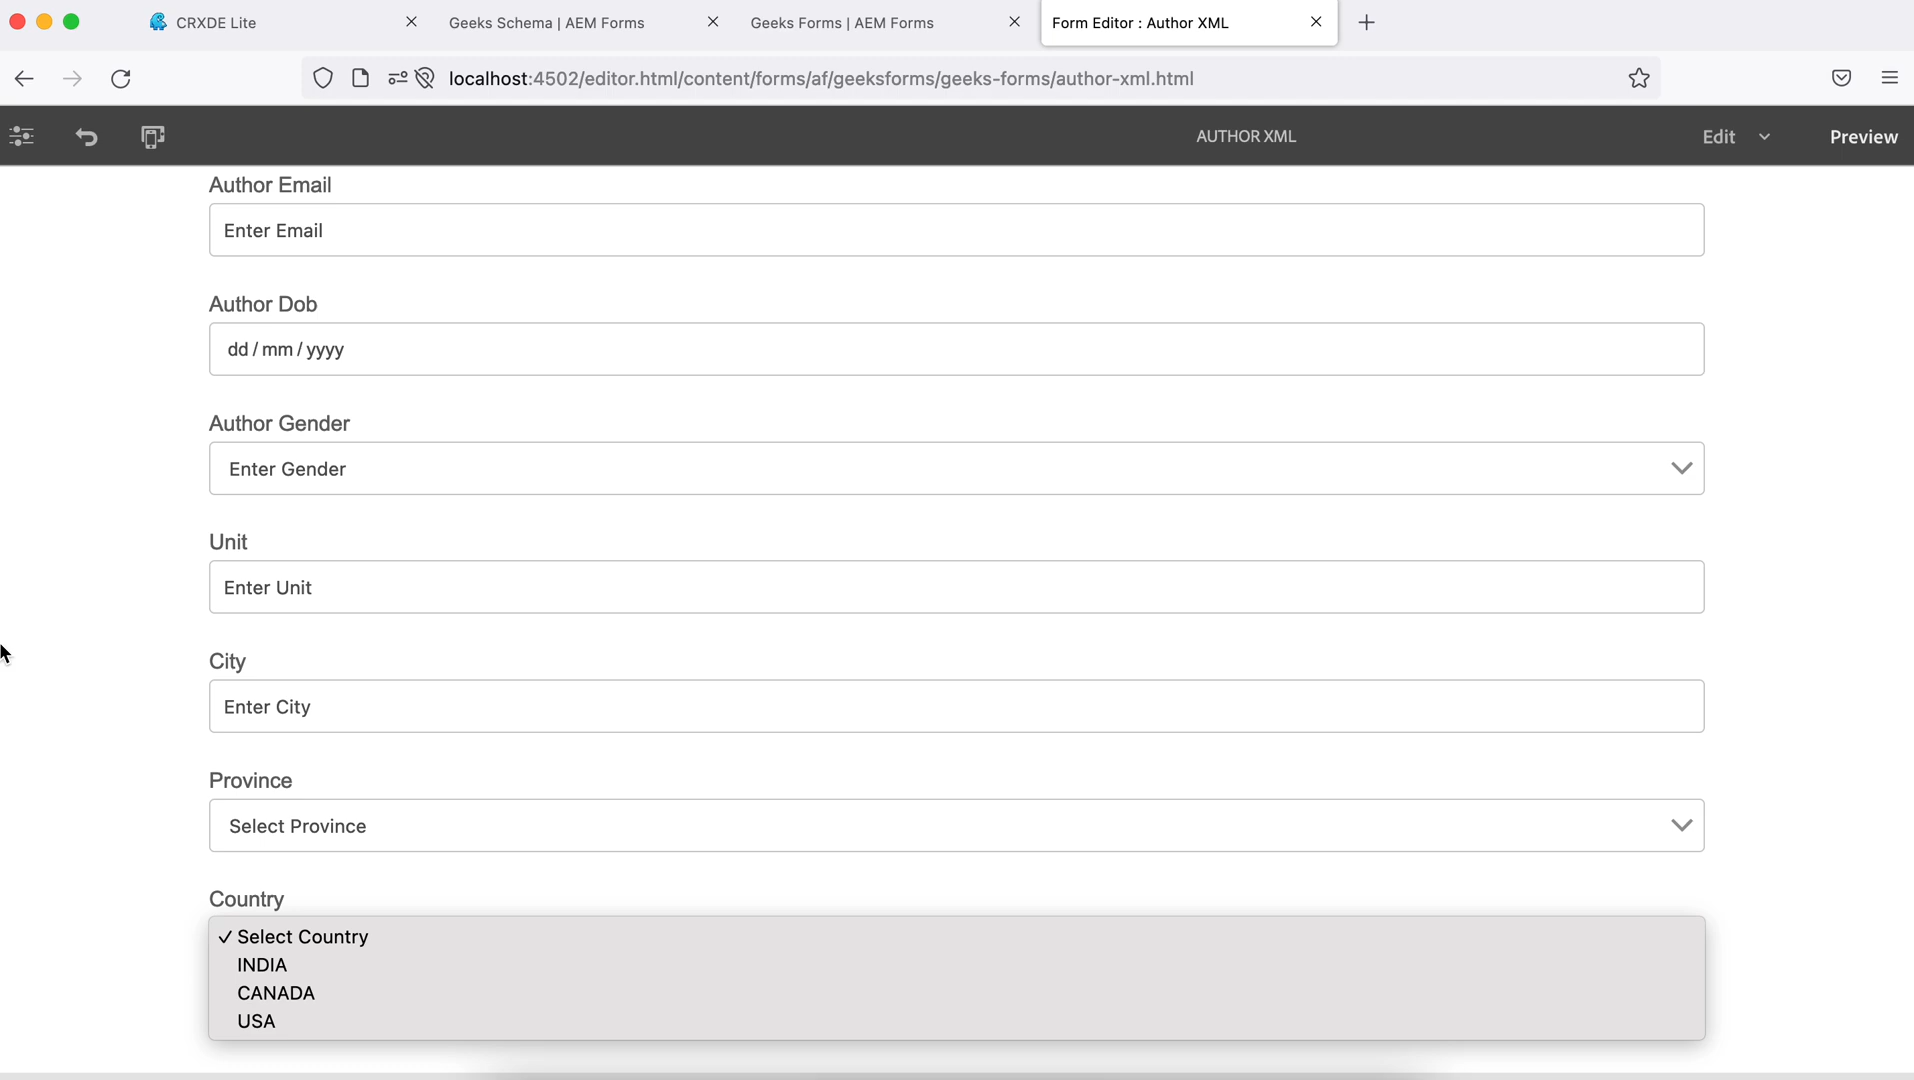 CRXDE Lite
Geeks Schema | AEM Forms
Geeks Forms | AEM Forms
Form Editor : Author XML
localhost:4502/editor.html/content/forms/af/geeksforms/geeks-forms/author-xml.html
AUTHOR XML
Edit
Preview
Author Email
Enter Email
Author Dob
dd / mm / yyyy
Author Gender
Enter Gender
Unit
Enter Unit
City
Enter City
Province
Select Province
Country
✓ Select Country
INDIA
CANADA
USA